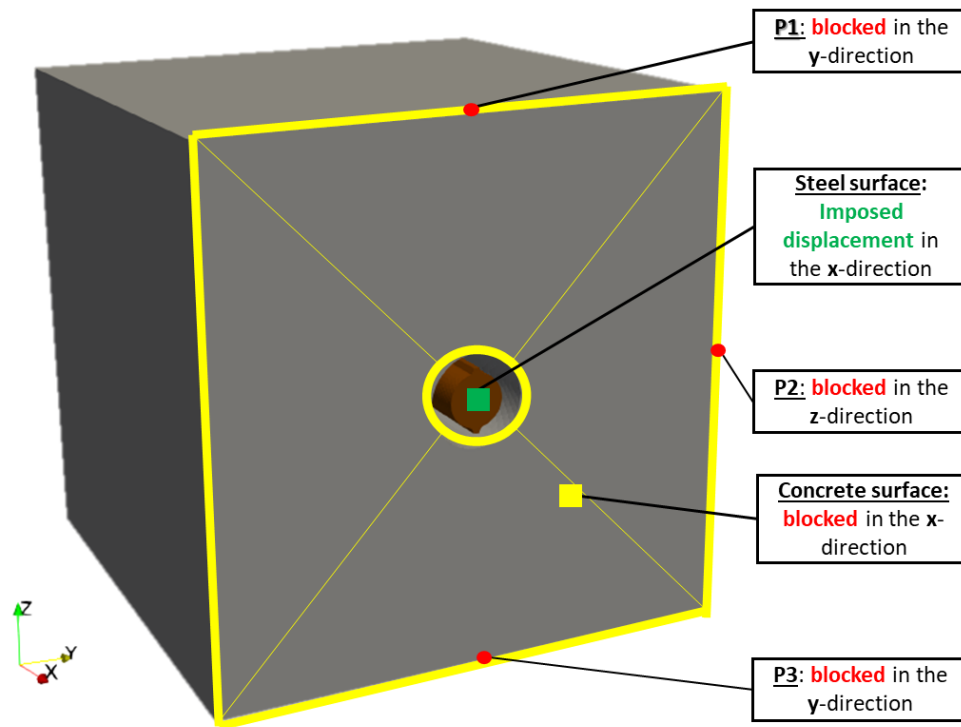 P1: blocked in the
y-direction
Steel surface:
Imposed
displacement in
the x-direction
P2: blocked in the
z-direction
Concrete surface:
blocked in the x-
direction
Z
Y
X
P3: blocked in the
y-direction